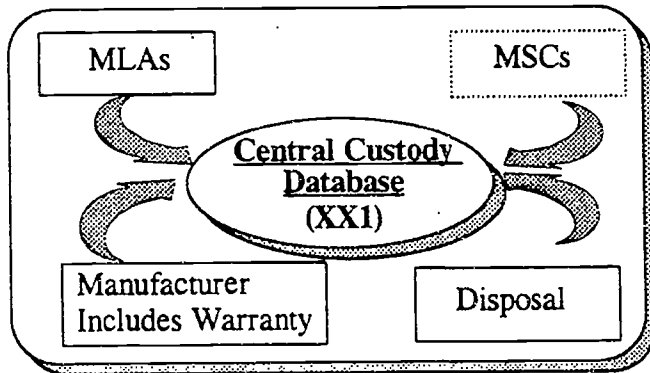 MLAs
MSCs
Central Custody
Database
(XX1)
Manufacturer
Includes Warranty
Disposal